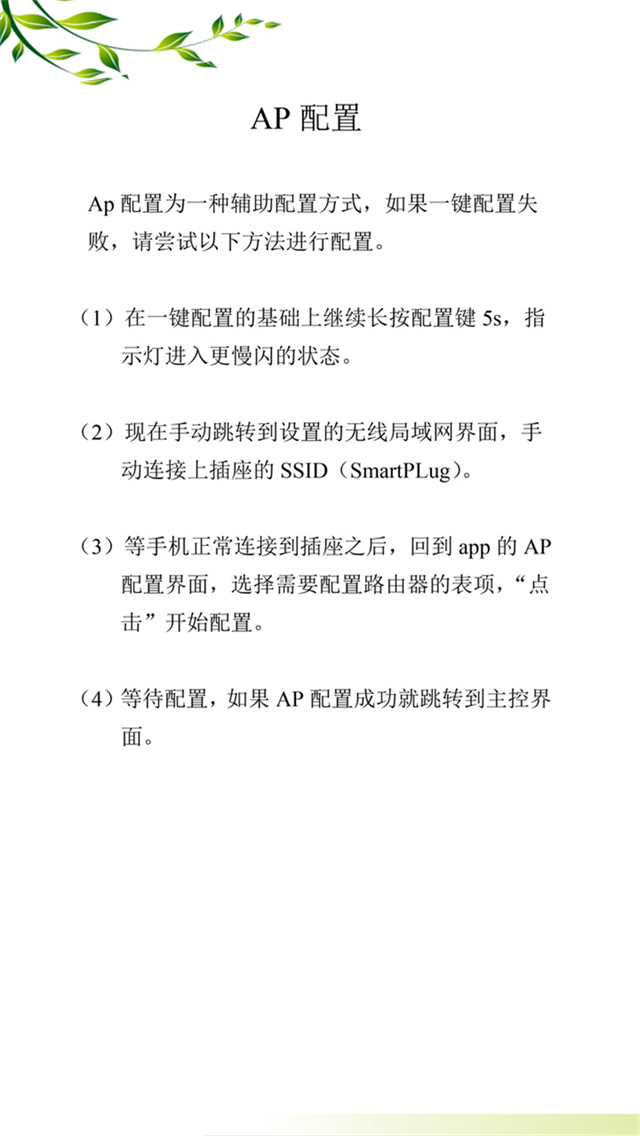 AP 配置
Ap 配置为一种辅助配置方式，如果一键配置失
败，请尝试以下方法进行配置。
（1）在一键配置的基础上继续长按配置键 5s，指
示灯进入更慢闪的状态。
（2）现在手动跳转到设置的无线局域网界面，手
动连接上插座的 SSID（SmartPLug）。
（3）等手机正常连接到插座之后，回到 app 的 AP
配置界面，选择需要配置路由器的表项，“点
击”开始配置。
（4）等待配置，如果 AP 配置成功就跳转到主控界
面。